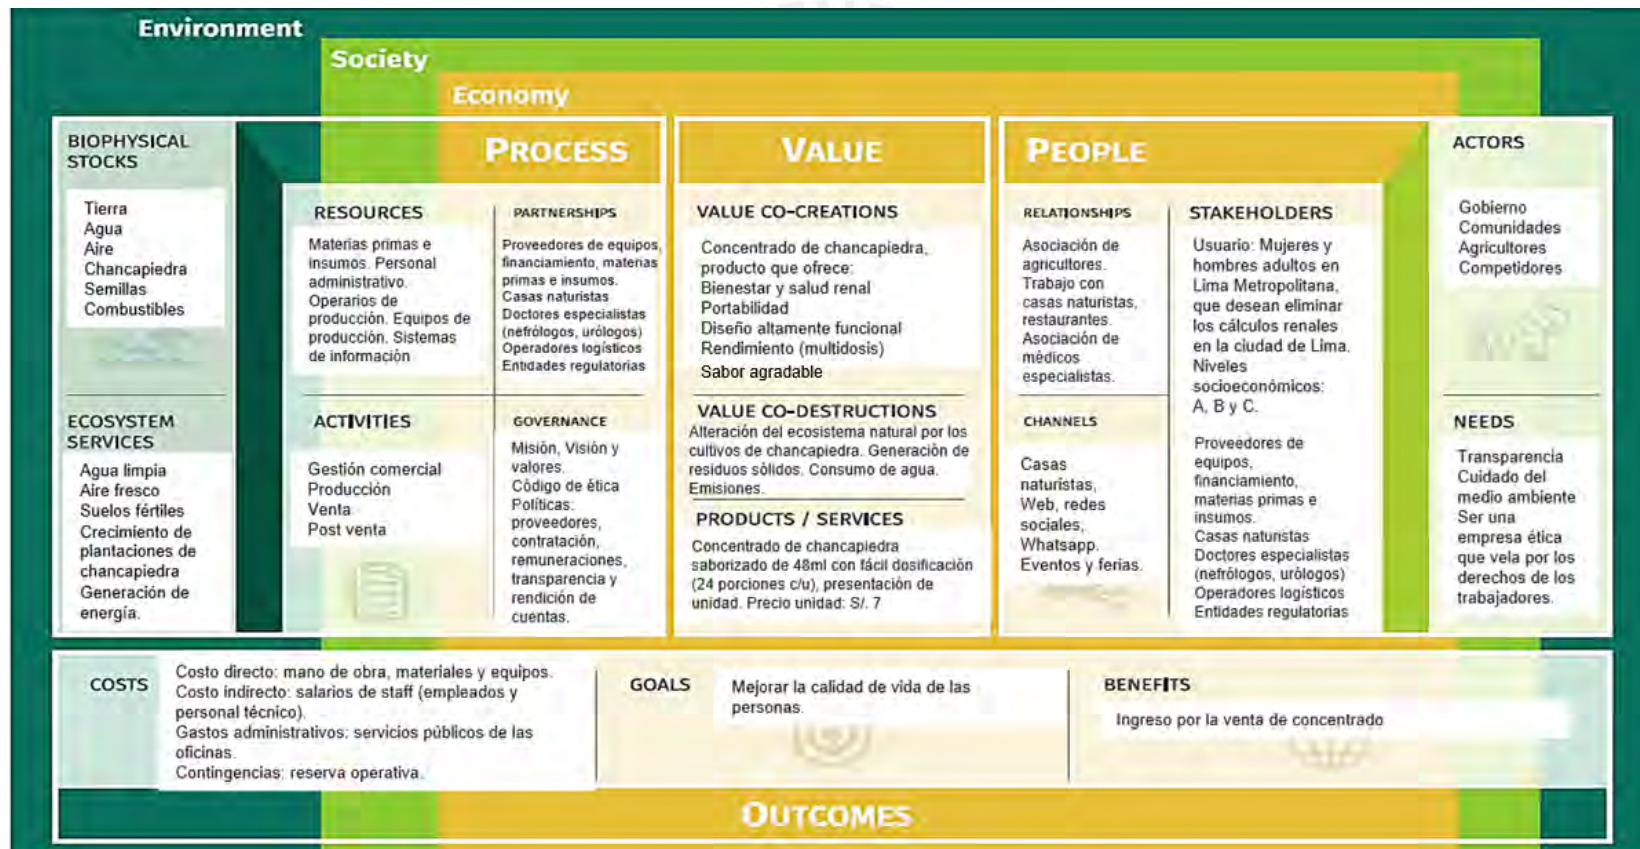 Environment
Society
Economy
BIOPHYSICAL
STOCKS
Tierra
Agua
Aire
Chancapiedra
Semillas
Combustibles
ECOSYSTEM
SERVICES
Agua limpia
Aire fresco
Suelos fértiles
Crecimiento de
plantaciones de
chancapiedra
Generación de
energía.
PROCESS
RESOURCES
Materias primas e
insumos. Personal
administrativo.
Operarios de
producción. Equipos de
producción. Sistemas
de información
PARTNERSHIPS
Proveedores de equipos,
financiamiento, materias
primas e insumos.
Casas naturistas
Doctores especialistas
(nefrólogos, urólogos)
Operadores logísticos
Entidades regulatorias
ACTIVITIES
Gestión comercial
Producción
Venta
Post venta
GOVERNANCE
Misión, Visión y
valores.
Código de ética
Políticas:
proveedores,
contratación,
remuneraciones,
transparencia y
rendición de
cuentas.
VALUE
VALUE CO-CREATIONS
Concentrado de chancapiedra,
producto que ofrece:
Bienestar y salud renal
Portabilidad
Diseño altamente funcional
Rendimiento (multidosis)
Sabor agradable
VALUE CO-DESTRUCTIONS
Alteración del ecosistema natural por los
cultivos de chancapiedra. Generación de
residuos sólidos. Consumo de agua.
Emisiones.
PRODUCTS / SERVICES
Concentrado de chancapiedra
saborizado de 48ml con fácil dosificación
(24 porciones c/u), presentación de
unidad. Precio unidad: S/. 7
PEOPLE
RELATIONSHIPS
Asociación de
agricultores.
Trabajo con
casas naturistas,
restaurantes.
Asociación de
médicos
especialistas.
CHANNELS
Casas
naturistas,
Web, redes
sociales,
Whatsapp.
Eventos y ferias.
STAKEHOLDERS
Usuario: Mujeres y
hombres adultos en
Lima Metropolitana,
que desean eliminar
los cálculos renales
en la ciudad de Lima.
Niveles
socioeconómicos:
A, B y C.
Proveedores de
equipos,
financiamiento,
materias primas e
insumos.
Casas naturistas
Doctores especialistas
(nefrólogos, urólogos)
Operadores logísticos
Entidades regulatorias
ACTORS
Gobierno
Comunidades
Agricultores
Competidores
NEEDS
Transparencia
Cuidado del
medio ambiente
Ser una
empresa ética
que vela por los
derechos de los
trabajadores.
COSTS
Costo directo: mano de obra, materiales y equipos.
Costo indirecto: salarios de staff (empleados y
personal técnico).
Gastos administrativos: servicios públicos de las
oficinas.
Contingencias: reserva operativa.
GOALS
Mejorar la calidad de vida de las
personas.
BENEFITS
Ingreso por la venta de concentrado
OUTCOMES